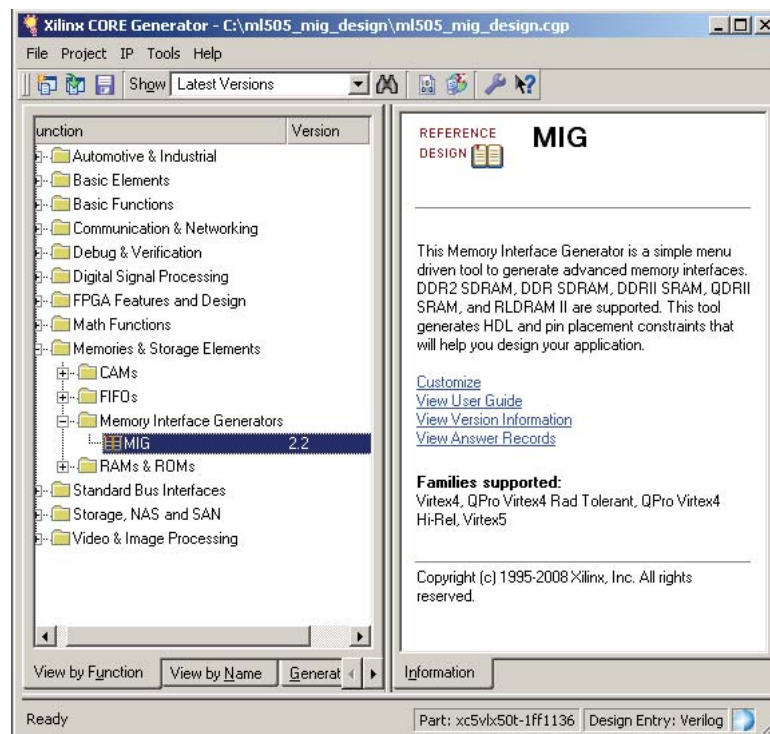 Xilinx CORE Generator - C:\ml505_mig_design\ml505_mig_design.cgp
File Project IP Tools Help
Show Latest Versions
unction Version
Automotive & Industrial
Basic Elements
Basic Functions
Communication & Networking
Debug & Verification
Digital Signal Processing
FPGA Features and Design
Math Functions
Memories & Storage Elements
CAMs
FIFOs
Memory Interface Generators
MIG 2.2
RAMs & ROMs
Standard Bus Interfaces
Storage, NAS and SAN
Video & Image Processing
View by Function View by Name Generat
REFERENCE
DESIGN
MIG
This Memory Interface Generator is a simple menu
driven tool to generate advanced memory interfaces.
DDR2 SDRAM, DDR SDRAM, DDRII SRAM, QDRII
SRAM, and RLDRAM II are supported. This tool
generates HDL and pin placement constraints that
will help you design your application.
Customize
View User Guide
View Version Information
View Answer Records
Families supported:
Virtex4, QPro Virtex4 Rad Tolerant, QPro Virtex4
Hi-Rel, Virtex5
Copyright (c) 1995-2008 Xilinx, Inc. All rights
reserved.
Information
Ready Part: xc5vlx50t-1ff1136 Design Entry: Verilog